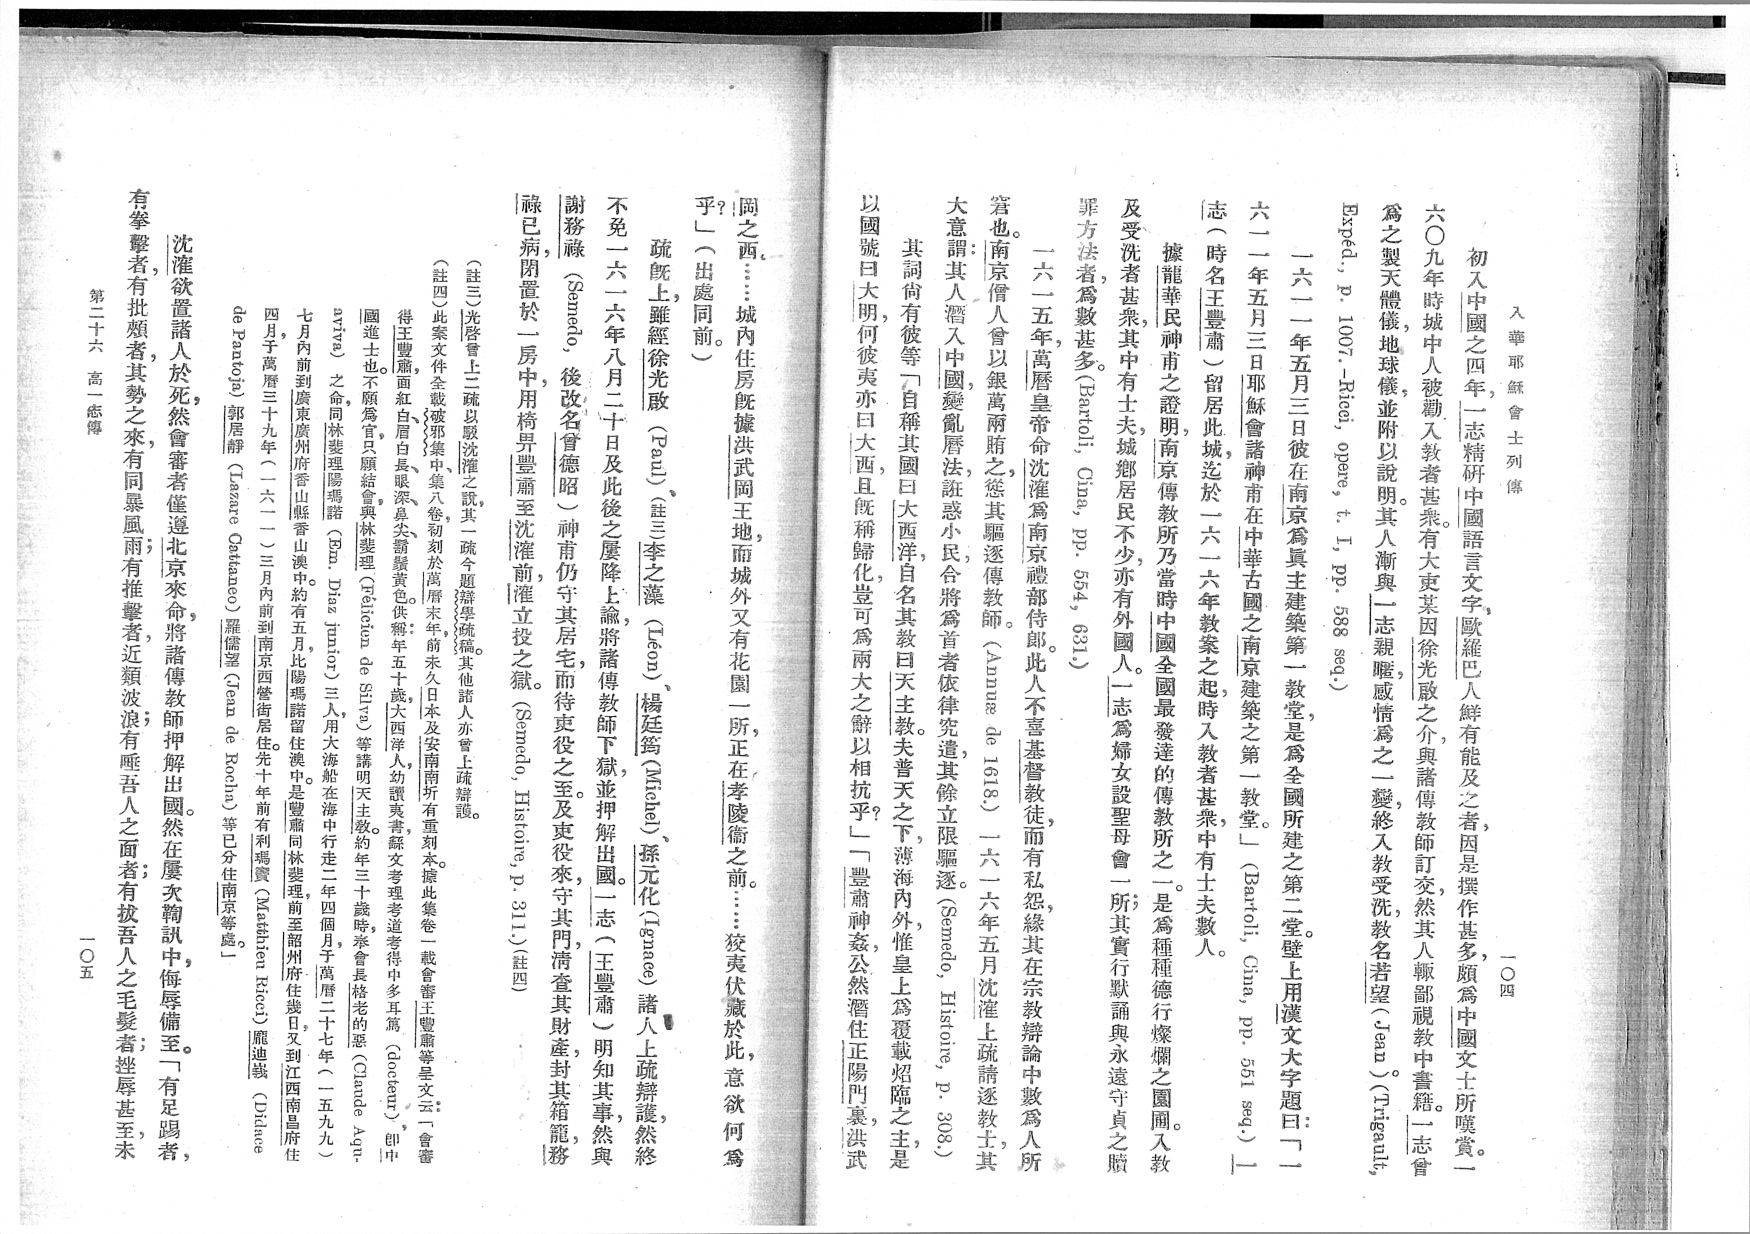 入華耶穌會士列傳
一〇四
初入中國之四年，一志精研中國語言文字，歐羅巴人鮮有能及之者，因是撰作甚多，頗爲中國文士所嘆賞。一
六〇九年時城中人被勸入教者甚衆。有大吏某因徐光啟之介，與諸傳教師訂交，然其人輒鄙視教中書籍。一志曾
爲之製天體儀，地球儀，並附以說明。其人漸與一志親暱，感情爲之一變，終入教受洗，教名若望(Jean)。(Trigault,
Expéd., p. 1007.–Ricci, opere, t. I, pp. 588 seq.)
一六一一年五月三日彼在南京爲眞主建築第一教堂，是爲全國所建之第二堂。壁上用漢文大字題曰：「一
六一一年五月三日耶穌會諸神甫在中華古國之南京建築之第一教堂。」(Bartoli, Cina, pp. 551 seq.) 一
志（時名王豐肅）留居此城，迄於一六一六年教案之起，時入教者甚衆，中有士夫數人。
據龍華民神甫之證明，南京傳教所乃當時中國全國最發達的傳教所之一。是爲種種德行燦爛之園圃。入教
及受洗者甚衆，其中有士夫，城鄉居民不少，亦有外國人。一志爲婦女設聖母會一所；其實行默誦與永遠守貞之贖
罪方法者，爲數甚多。(Bartoli, Cina, pp. 554, 631.)
一六一五年，萬曆皇帝命沈㴶爲南京禮部侍郎。此人不喜基督教徒，而有私怨，緣其在宗教辯論中數爲人所
窘也。南京僧人曾以銀萬兩賄之，慫其驅逐傳教師。(Annuæ de 1618.) 一六一六年五月沈㴶上疏請逐教士，其
大意謂：其人潛入中國，變亂曆法，誑惑小民，合將爲首者依律究遣，其餘立限驅逐。(Semedo, Histoire, p. 308.)
其詞尙有彼等「自稱其國曰大西洋，自名其教曰天主教。夫普天之下，薄海內外，惟皇上爲覆載炤臨之主，是
以國號曰大明，何彼夷亦曰大西，且旣稱歸化，豈可爲兩大之辭以相抗乎？」「豐肅神姦，公然潛住正陽門裏，洪武
岡之西。……城內住房旣據洪武岡王地，而城外又有花園一所，正在孝陵衞之前。……狡夷伏藏於此，意欲何爲
乎？」（出處同前。）
疏旣上，雖經徐光啟 (Paul)、（註三）李之藻 (Léon)、楊廷筠 (Michel)、孫元化 (Ignace) 諸人上疏辯護，然終
不免一六一六年八月二十日及此後之屢降上諭，將諸傳教師下獄，並押解出國。一志（王豐肅）明知其事，然與
謝務祿 (Semedo, 後改名曾德昭）神甫仍守其居宅，而待吏役之至。及吏役來守其門，淸查其財產，封其箱籠，務
祿已病，閉置於一房中，用椅舁豐肅至沈㴶前，㴶立投之獄。(Semedo, Histoire, p. 311.)（註四）
（註三）光啓曾上二疏以駁沈㴶之說，其一疏今題辯學疏稿。其他諸人亦曾上疏辯護。
（註四）此案文件全載破邪集中，集八卷，初刻於萬曆末年前未久，日本及安南南圻有重刻本。據此集卷一載會審王豐肅等呈文云：「會審
得王豐肅，面紅白，眉白長，眼深，鼻尖，鬍鬚黃色。供稱年五十歲，大西洋人，幼讀夷書，繇文考理考道考得中多耳篤 (docteur)，卽中
國進士也。不願爲官，只願結會，與林斐理 (Félicien de Silva) 等講明天主教。約年三十歲時，奉會長格老的惡 (Claude Aqu-
aviva) 之命，同林斐理陽瑪諾 (Em. Diaz junior) 三人，用大海船在海中行走二年四個月，于萬曆二十七年（一五九九）
七月內前到廣東廣州府香山縣香山澳中。約有五月，比陽瑪諾留住澳中。是豐肅同林斐理，前至韶州府住幾日，又到江西南昌府住
四月，于萬曆三十九年（一六一一）三月內前到南京西營街居住。先十年前有利瑪竇 (Matthieu Ricci) 龐迪峩 (Didace
de Pantoja) 郭居靜 (Lazare Cattaneo) 羅儒望 (Jean de Rocha) 等已分住南京等處。」
沈㴶欲置諸人於死，然會審者僅遵北京來命，將諸傳教師押解出國。然在屢次鞫訊中，侮辱備至。「有足踢者，
有拳擊者，有批頰者，其勢之來，有同暴風雨；有推擊者，近類波浪；有唾吾人之面者；有拔吾人之毛髮者；挫辱甚至，未
第二十六 高一志傳
一〇五